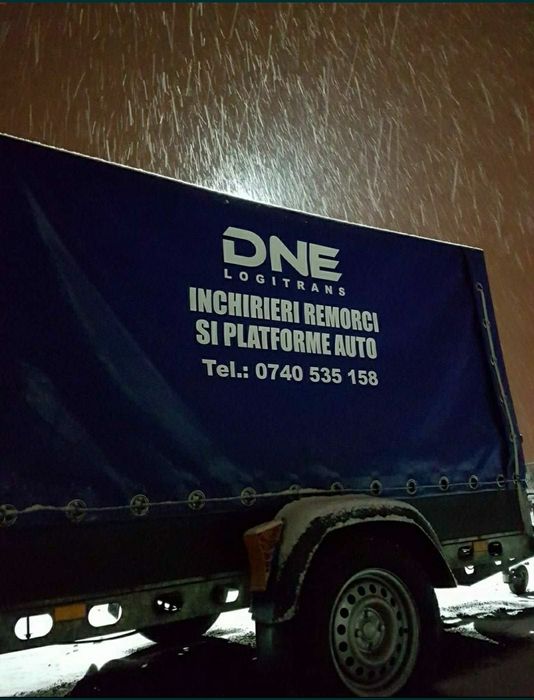 DNE
LOGITRANS
INCHIRIERI REMORCI
SI PLATFORME AUTO
Tel.: 0740 535 158